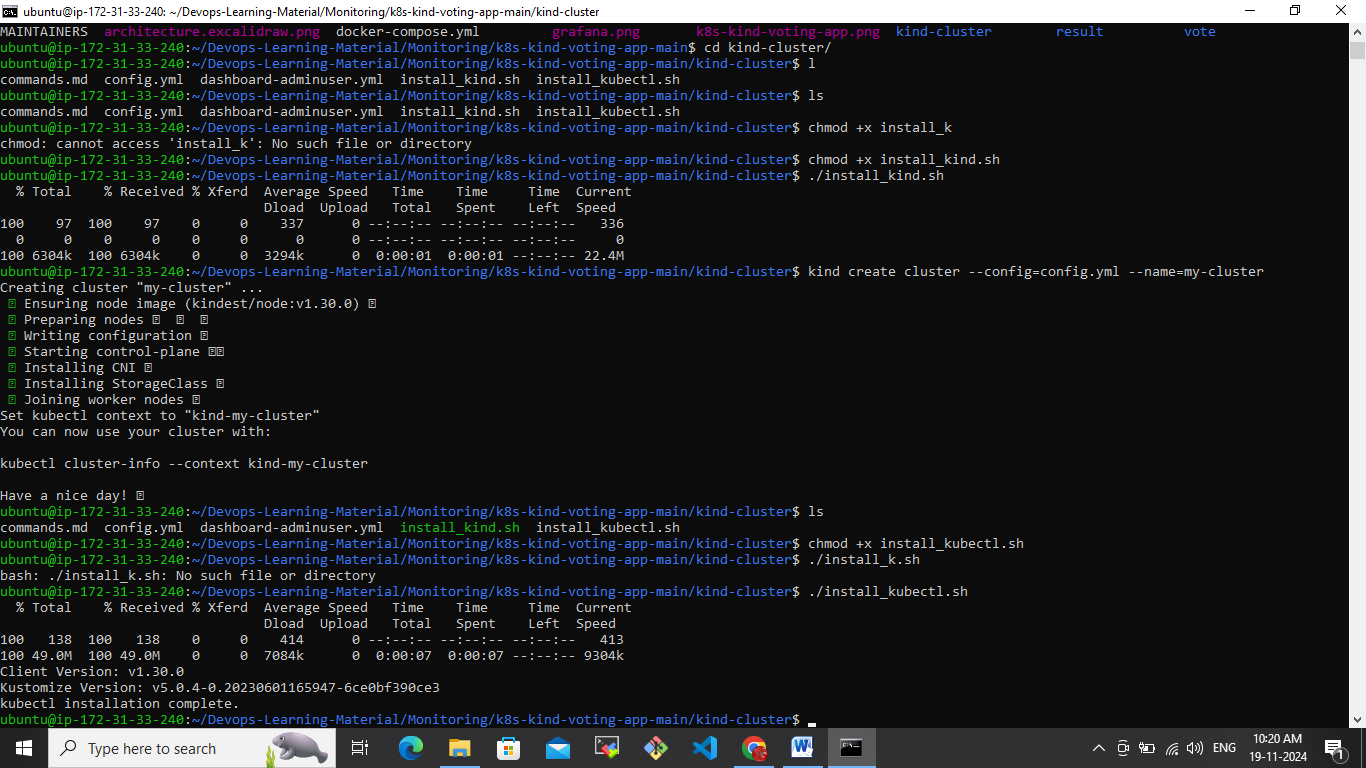 ubuntu@ip-172-31-33-240: ~/Devops-Learning-Material/Monitoring/k8s-kind-voting-app-main/kind-cluster
MAINTAINERS  architecture.excalidraw.png  docker-compose.yml         grafana.png       k8s-kind-voting-app.png  kind-cluster        result          vote
ubuntu@ip-172-31-33-240:~/Devops-Learning-Material/Monitoring/k8s-kind-voting-app-main$ cd kind-cluster/
ubuntu@ip-172-31-33-240:~/Devops-Learning-Material/Monitoring/k8s-kind-voting-app-main/kind-cluster$ l
commands.md  config.yml  dashboard-adminuser.yml  install_kind.sh  install_kubectl.sh
ubuntu@ip-172-31-33-240:~/Devops-Learning-Material/Monitoring/k8s-kind-voting-app-main/kind-cluster$ ls
commands.md  config.yml  dashboard-adminuser.yml  install_kind.sh  install_kubectl.sh
ubuntu@ip-172-31-33-240:~/Devops-Learning-Material/Monitoring/k8s-kind-voting-app-main/kind-cluster$ chmod +x install_k
chmod: cannot access 'install_k': No such file or directory
ubuntu@ip-172-31-33-240:~/Devops-Learning-Material/Monitoring/k8s-kind-voting-app-main/kind-cluster$ chmod +x install_kind.sh
ubuntu@ip-172-31-33-240:~/Devops-Learning-Material/Monitoring/k8s-kind-voting-app-main/kind-cluster$ ./install_kind.sh
  % Total    % Received % Xferd  Average Speed   Time    Time     Time  Current
                                 Dload  Upload   Total   Spent    Left  Speed
100    97  100    97    0     0    337      0 --:--:-- --:--:-- --:--:--   336
  0     0    0     0    0     0      0      0 --:--:-- --:--:-- --:--:--     0
100 6304k  100 6304k    0     0  3294k      0  0:00:01  0:00:01 --:--:-- 22.4M
ubuntu@ip-172-31-33-240:~/Devops-Learning-Material/Monitoring/k8s-kind-voting-app-main/kind-cluster$ kind create cluster --config=config.yml --name=my-cluster
Creating cluster "my-cluster" ...
Ensuring node image (kindest/node:v1.30.0)
Preparing nodes
Writing configuration
Starting control-plane
Installing CNI
Installing StorageClass
Joining worker nodes
Set kubectl context to "kind-my-cluster"
You can now use your cluster with:
kubectl cluster-info --context kind-my-cluster
Have a nice day!
ubuntu@ip-172-31-33-240:~/Devops-Learning-Material/Monitoring/k8s-kind-voting-app-main/kind-cluster$ ls
commands.md  config.yml  dashboard-adminuser.yml  install_kind.sh  install_kubectl.sh
ubuntu@ip-172-31-33-240:~/Devops-Learning-Material/Monitoring/k8s-kind-voting-app-main/kind-cluster$ chmod +x install_kubectl.sh
ubuntu@ip-172-31-33-240:~/Devops-Learning-Material/Monitoring/k8s-kind-voting-app-main/kind-cluster$ ./install_k.sh
bash: ./install_k.sh: No such file or directory
ubuntu@ip-172-31-33-240:~/Devops-Learning-Material/Monitoring/k8s-kind-voting-app-main/kind-cluster$ ./install_kubectl.sh
  % Total    % Received % Xferd  Average Speed   Time    Time     Time  Current
                                 Dload  Upload   Total   Spent    Left  Speed
100   138  100   138    0     0    414      0 --:--:-- --:--:-- --:--:--   413
100 49.0M  100 49.0M    0     0  7084k      0  0:00:07  0:00:07 --:--:-- 9304k
Client Version: v1.30.0
Kustomize Version: v5.0.4-0.20230601165947-6ce0bf390ce3
kubectl installation complete.
ubuntu@ip-172-31-33-240:~/Devops-Learning-Material/Monitoring/k8s-kind-voting-app-main/kind-cluster$
Type here to search
ENG
10:20 AM
19-11-2024
1